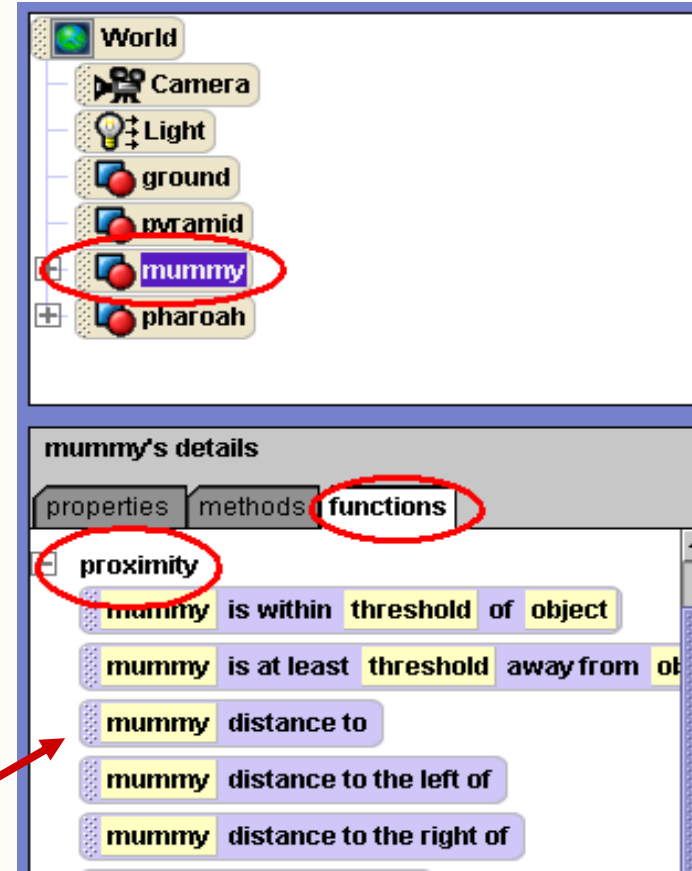 World
Camera
Light
ground
pyramid
mummy
pharoah
mummy's details
properties methods functions
proximity
mummy is within threshold of object
mummy is at least threshold away from
mummy distance to
mummy distance to the left of
mummy distance to the right of